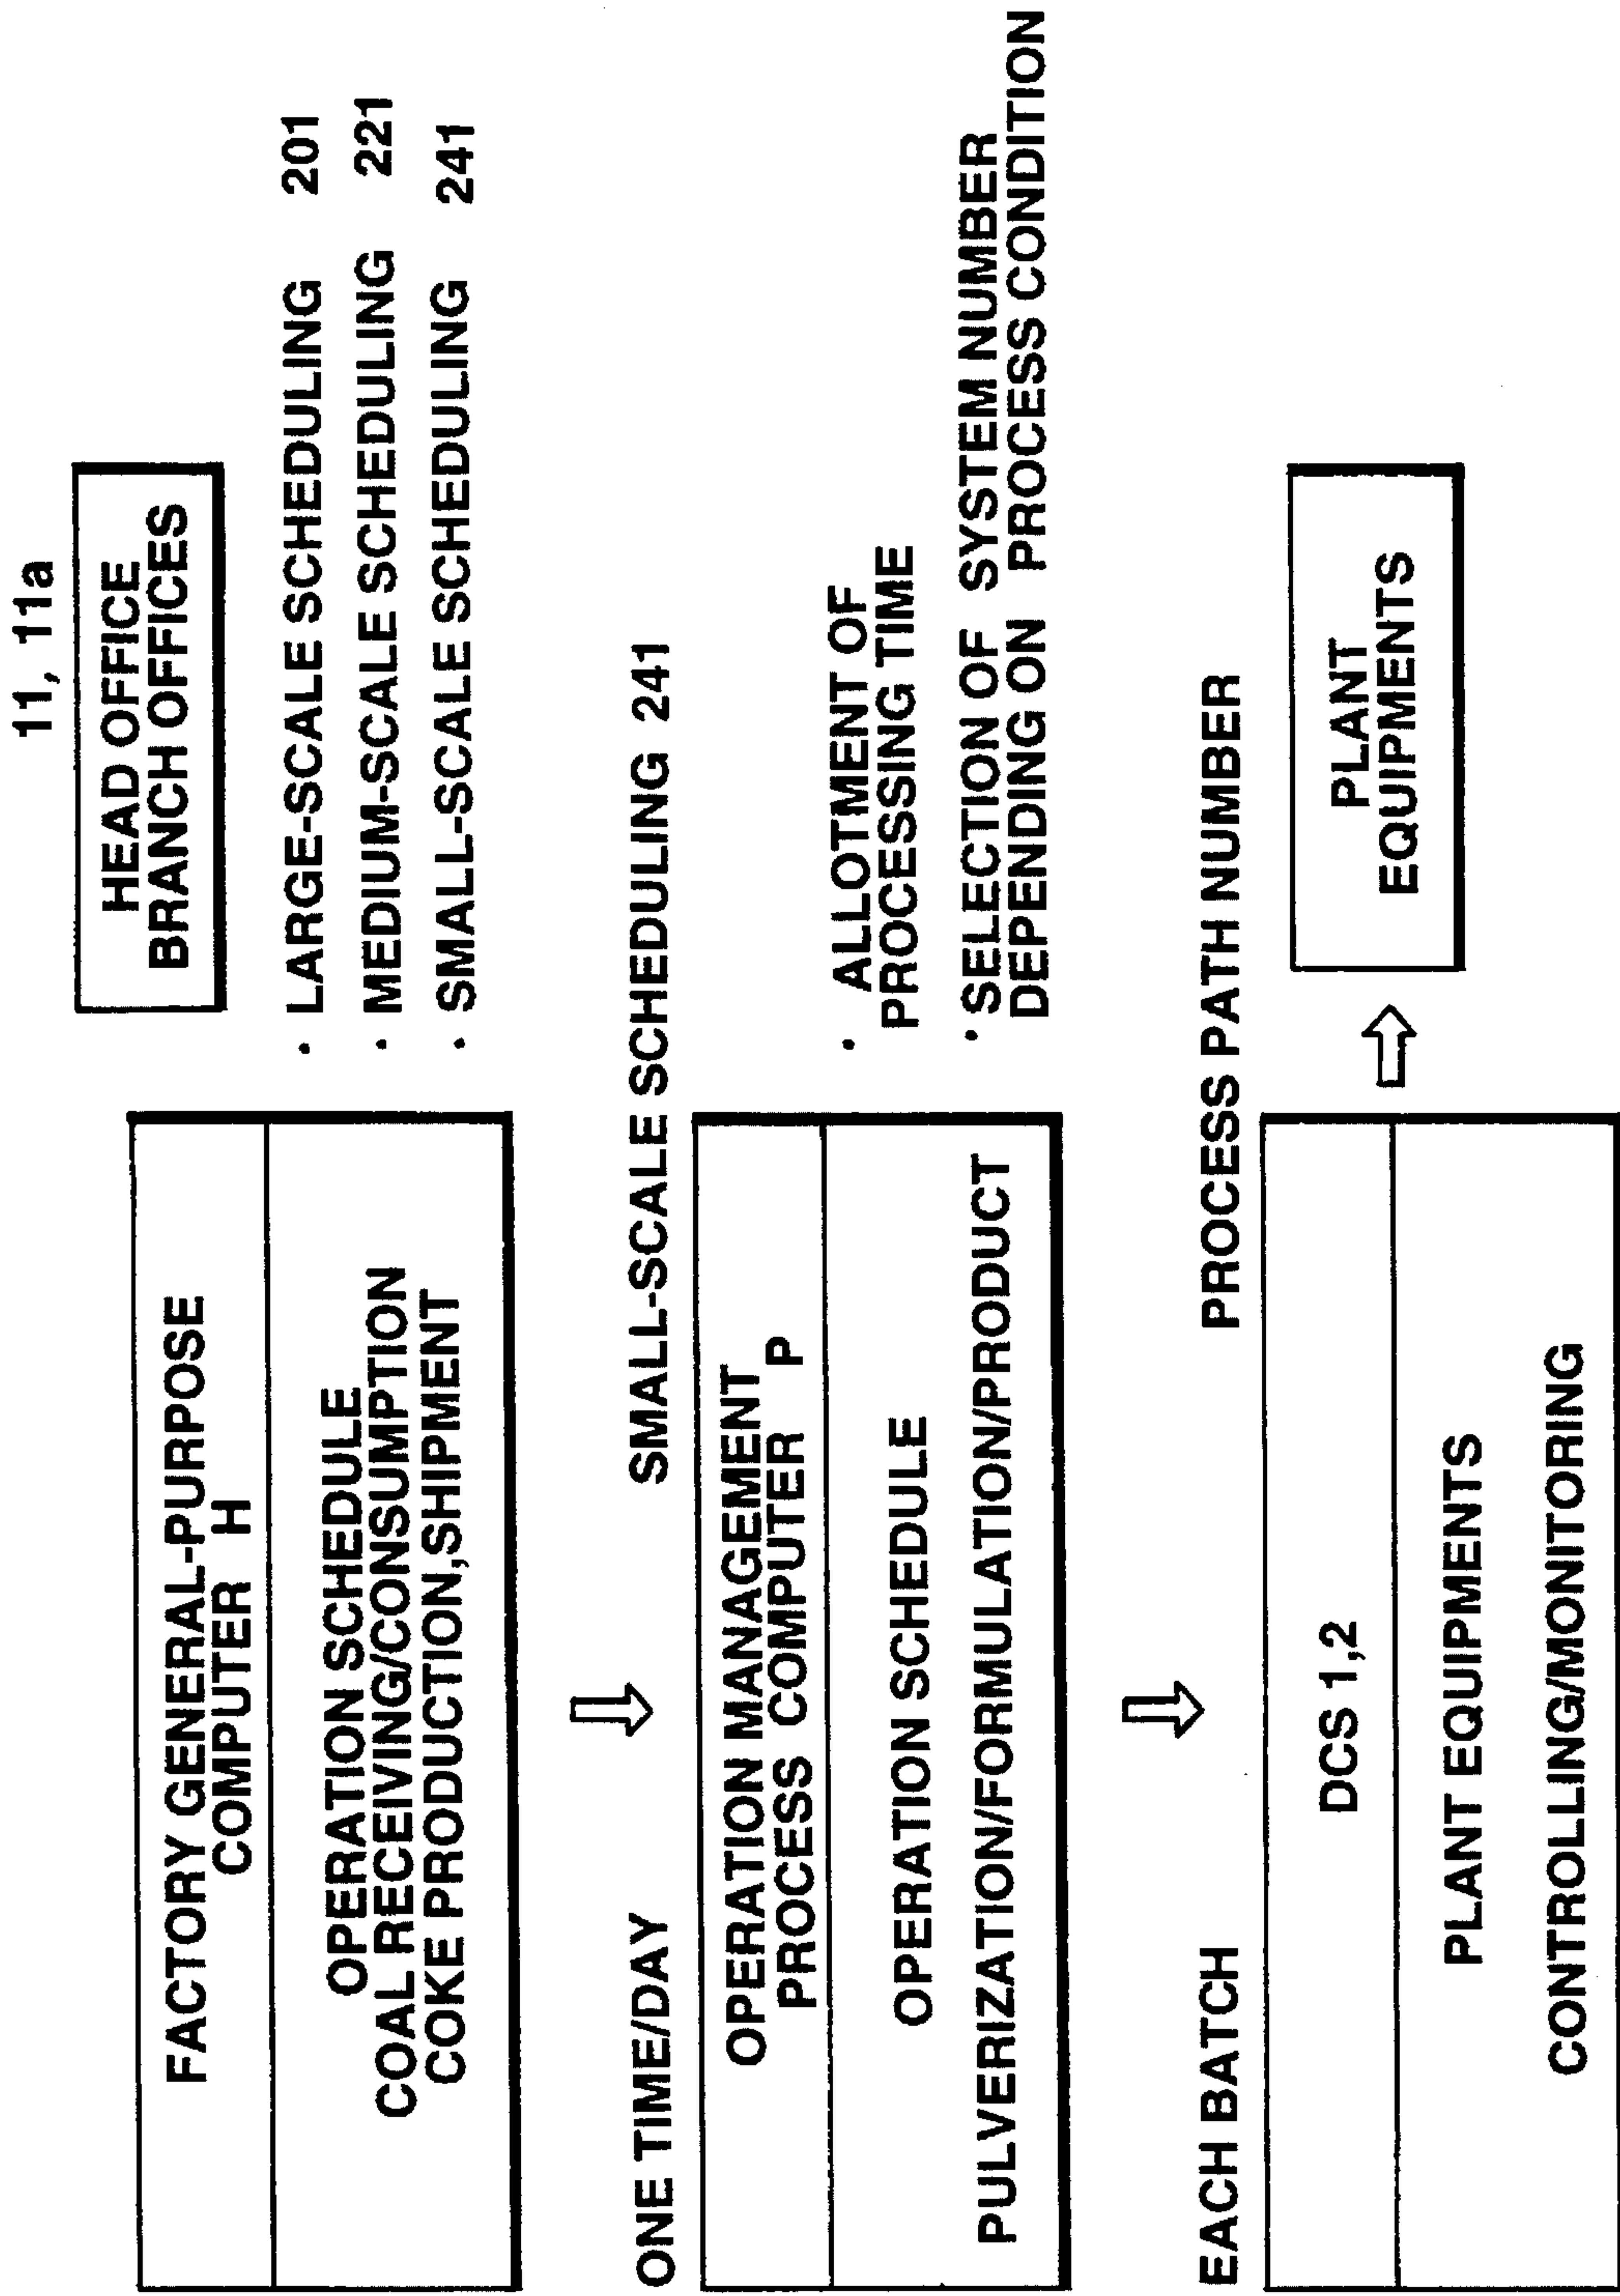 11, 11a
HEAD OFFICE
BRANCH OFFICES
FACTORY GENERAL-PURPOSE
COMPUTER H
OPERATION SCHEDULE
COAL RECEIVING/CONSUMPTION
COKE PRODUCTION,SHIPMENT
· LARGE-SCALE SCHEDULING 201
· MEDIUM-SCALE SCHEDULING 221
· SMALL-SCALE SCHEDULING 241
ONE TIME/DAY
SMALL-SCALE SCHEDULING 241
OPERATION MANAGEMENT
PROCESS COMPUTER P
OPERATION SCHEDULE
PULVERIZATION/FORMULATION/PRODUCT
· ALLOTMENT OF
PROCESSING TIME
· SELECTION OF SYSTEM NUMBER
DEPENDING ON PROCESS CONDITION
EACH BATCH
PROCESS PATH NUMBER
DCS 1,2
PLANT EQUIPMENTS
CONTROLLING/MONITORING
PLANT
EQUIPMENTS